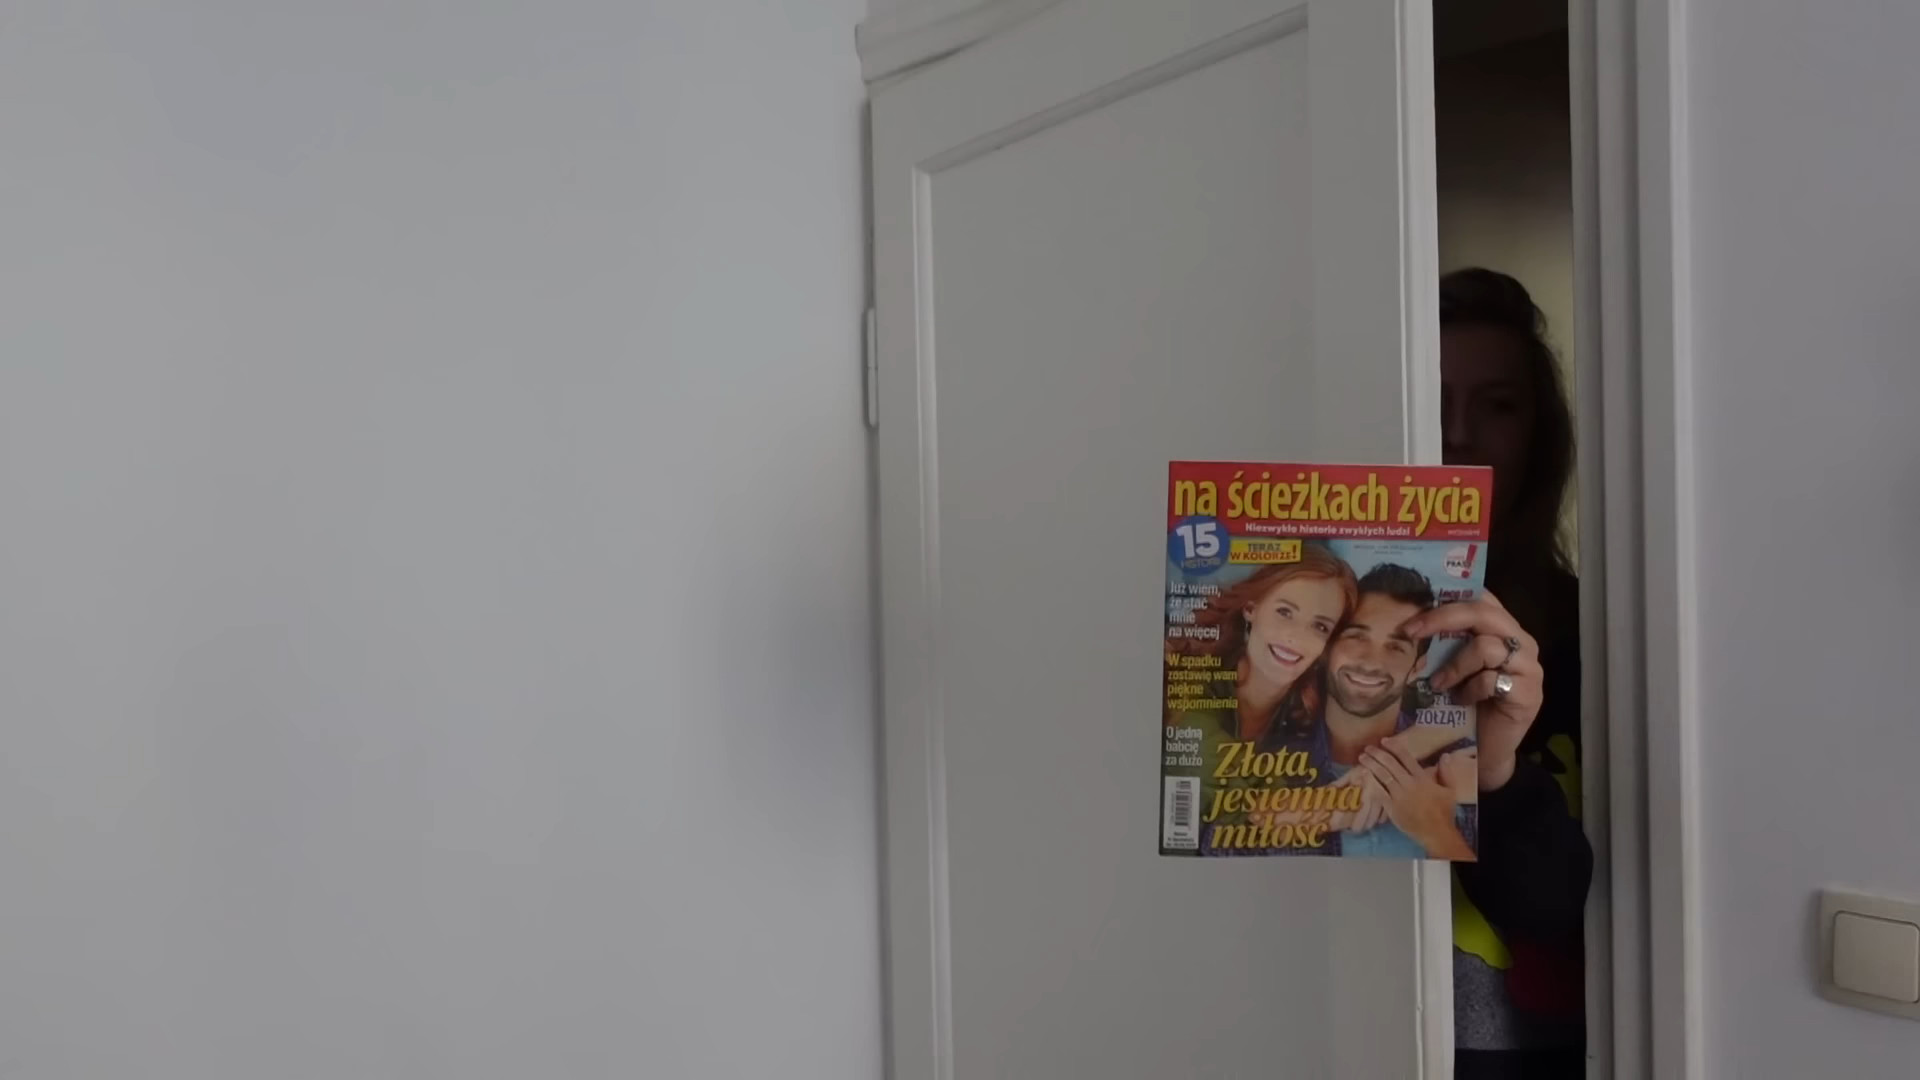 na ścieżkach życia
Niezwykłe historie zwykłych ludzi
15
HISTORII
TERAZ
W KOLORZE!
Już wiem,
że stać
mnie
na więcej
W spadku
zostawię wam
piękne
wspomnienia
ZOŁZĄ?!
O jedną
babcię
za dużo
Złota,
jesienna
miłość